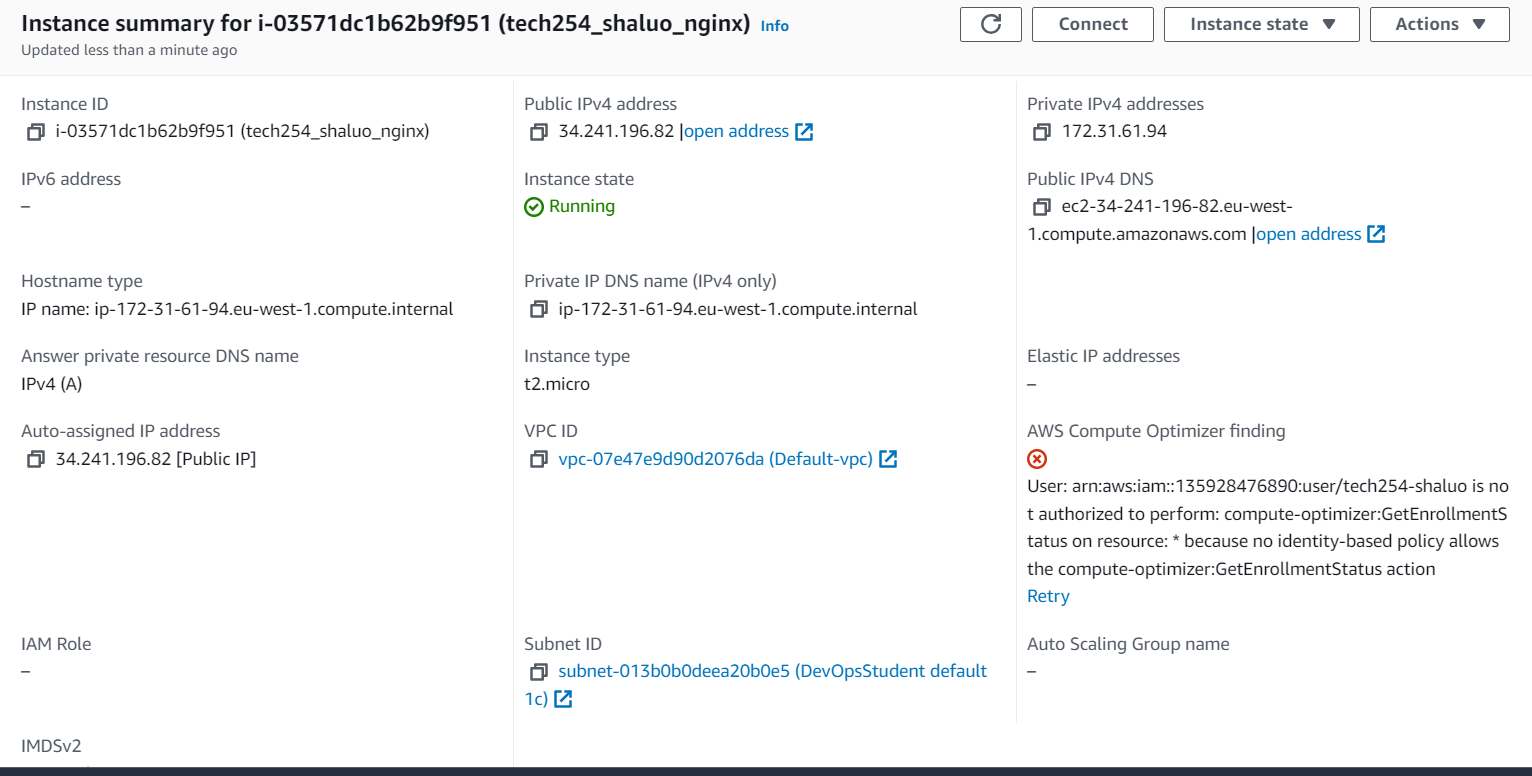 Instance summary for i-03571dc1b62b9f951 (tech254_shaluo_nginx) Info
Updated less than a minute ago
Connect
Instance state
Actions
Instance ID
i-03571dc1b62b9f951 (tech254_shaluo_nginx)
Public IPv4 address
34.241.196.82 |open address
Private IPv4 addresses
172.31.61.94
IPv6 address
–
Instance state
Running
Public IPv4 DNS
ec2-34-241-196-82.eu-west-
1.compute.amazonaws.com |open address
Hostname type
IP name: ip-172-31-61-94.eu-west-1.compute.internal
Private IP DNS name (IPv4 only)
ip-172-31-61-94.eu-west-1.compute.internal
Answer private resource DNS name
IPv4 (A)
Instance type
t2.micro
Elastic IP addresses
–
Auto-assigned IP address
34.241.196.82 [Public IP]
VPC ID
vpc-07e47e9d90d2076da (Default-vpc)
AWS Compute Optimizer finding
User: arn:aws:iam::135928476890:user/tech254-shaluo is no
t authorized to perform: compute-optimizer:GetEnrollmentS
tatus on resource: * because no identity-based policy allows
the compute-optimizer:GetEnrollmentStatus action
Retry
IAM Role
–
Subnet ID
subnet-013b0b0deea20b0e5 (DevOpsStudent default
1c)
Auto Scaling Group name
–
IMDSv2